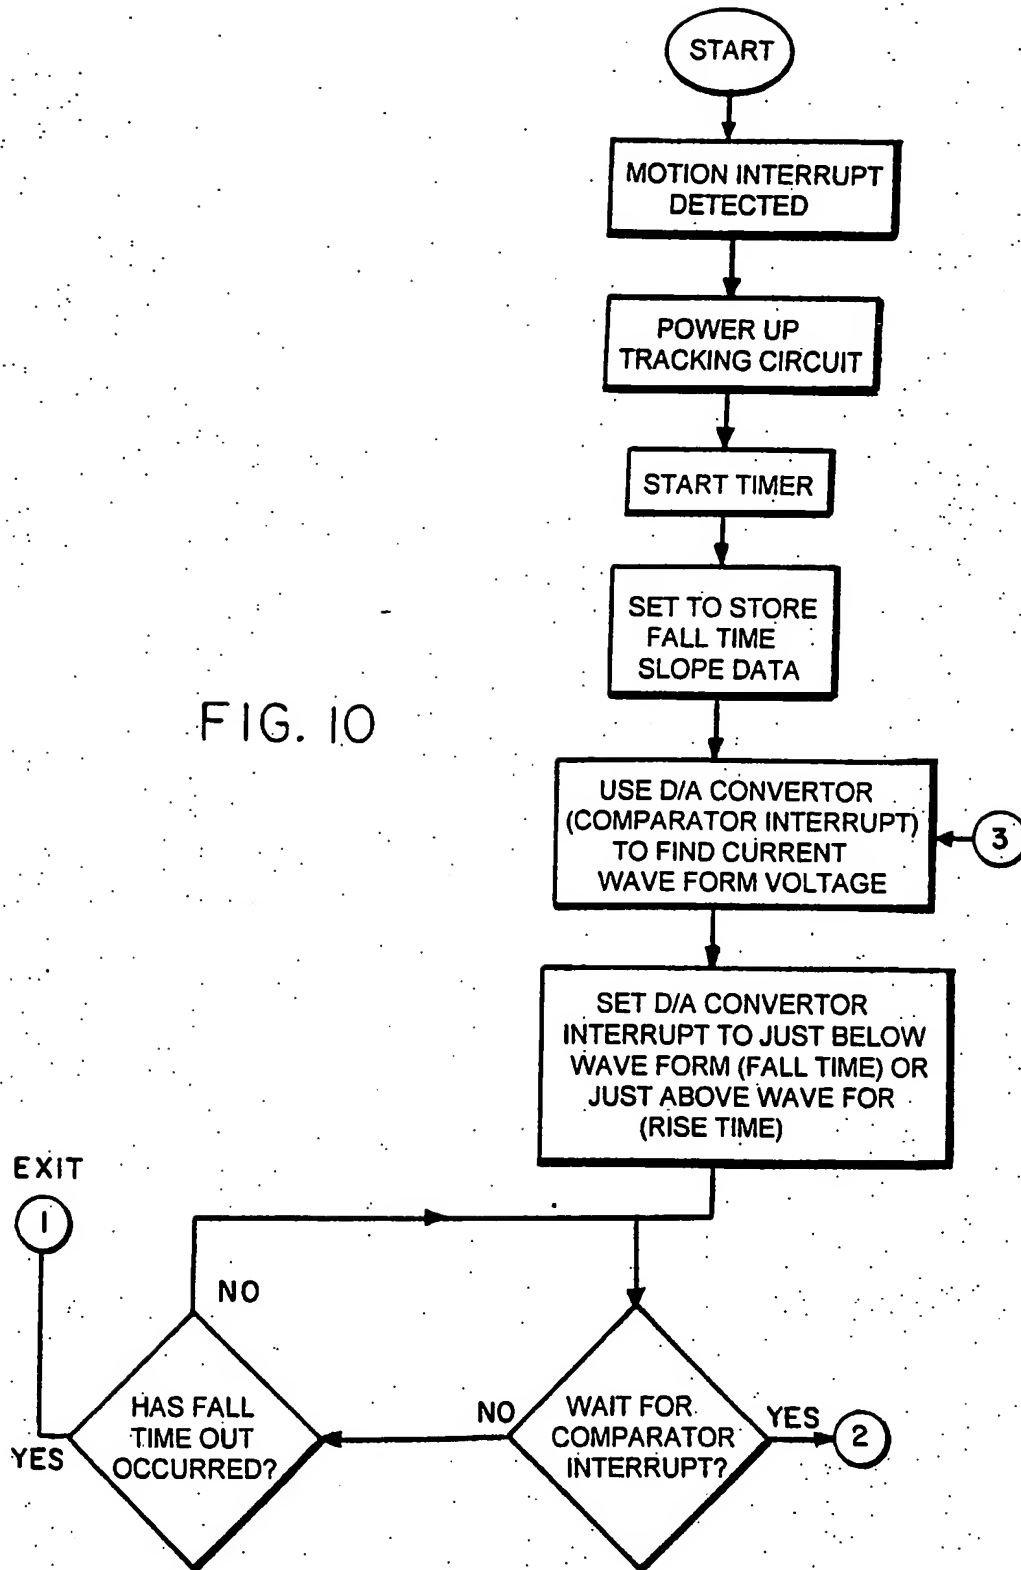 START
MOTION INTERRUPT
DETECTED
POWER UP
TRACKING CIRCUIT
START TIMER
SET TO STORE
FALL TIME
SLOPE DATA
FIG. 10
USE D/A CONVERTOR
(COMPARATOR INTERRUPT)
TO FIND CURRENT
WAVE FORM VOLTAGE
3
SET D/A CONVERTOR
INTERRUPT TO JUST BELOW
WAVE FORM (FALL TIME) OR
JUST ABOVE WAVE FOR
(RISE TIME)
EXIT
1
NO
HAS FALL
TIME OUT
OCCURRED?
YES
NO
WAIT FOR
COMPARATOR
INTERRUPT?
YES
2